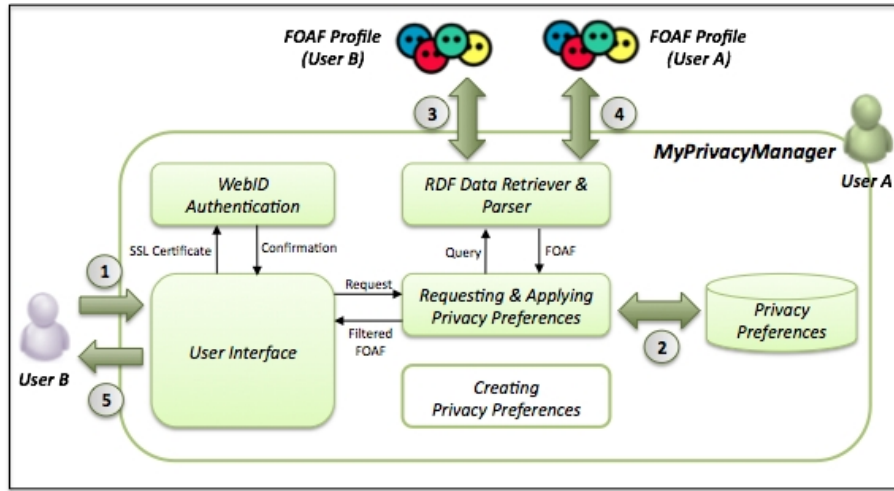 FOAF Profile
(User B)
FOAF Profile
(User A)
3
4
MyPrivacyManager
User A
WebID
Authentication
RDF Data Retriever &
Parser
SSL Certificate
Confirmation
Query
FOAF
1
Request
Requesting & Applying
Privacy Preferences
Privacy
Preferences
2
User Interface
Filtered
FOAF
User B
5
Creating
Privacy Preferences